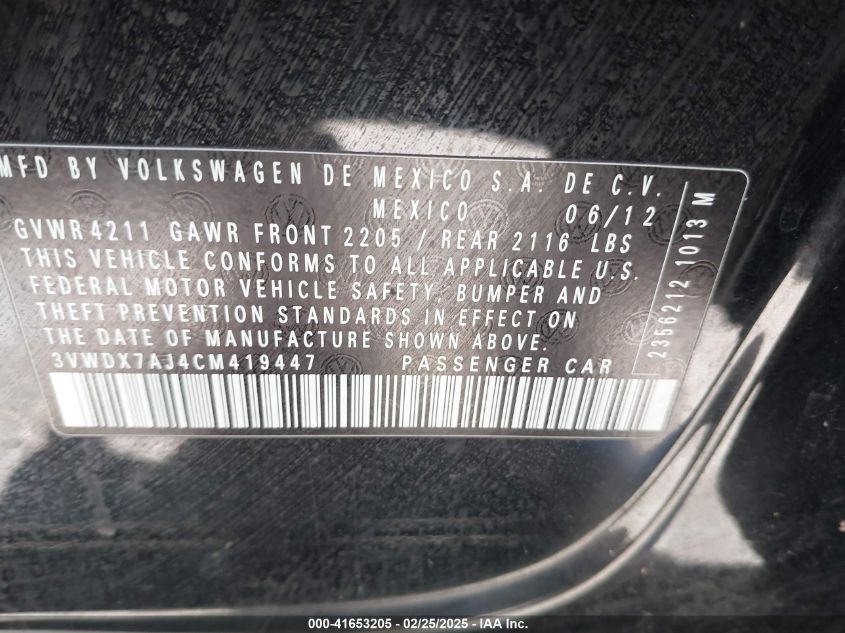 MFD BY VOLKSWAGEN DE MEXICO S.A. DE C.V.
MEXICO 06/12
GVWR4211 GAWR FRONT 2205 / REAR 2116 LBS
THIS VEHICLE CONFORMS TO ALL APPLICABLE U.S.
FEDERAL MOTOR VEHICLE SAFETY, BUMPER AND
THEFT PREVENTION STANDARDS IN EFFECT ON
THE DATE OF MANUFACTURE SHOWN ABOVE.
3VWDX7AJ4CM419447 PASSENGER CAR
2356212 1013 M
000-41653205 - 02/25/2025 - IAA Inc.